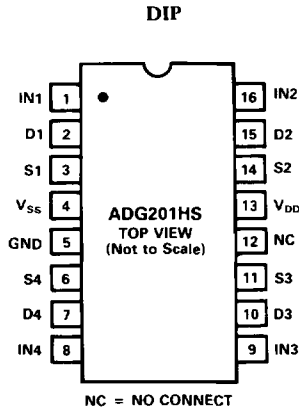 DIP
IN1 1 16 IN2
D1 2 15 D2
S1 3 14 S2
VSS 4 13 VDD
GND 5 12 NC
S4 6 11 S3
D4 7 10 D3
IN4 8 9 IN3
ADG201HS
TOP VIEW
(Not to Scale)
NC = NO CONNECT